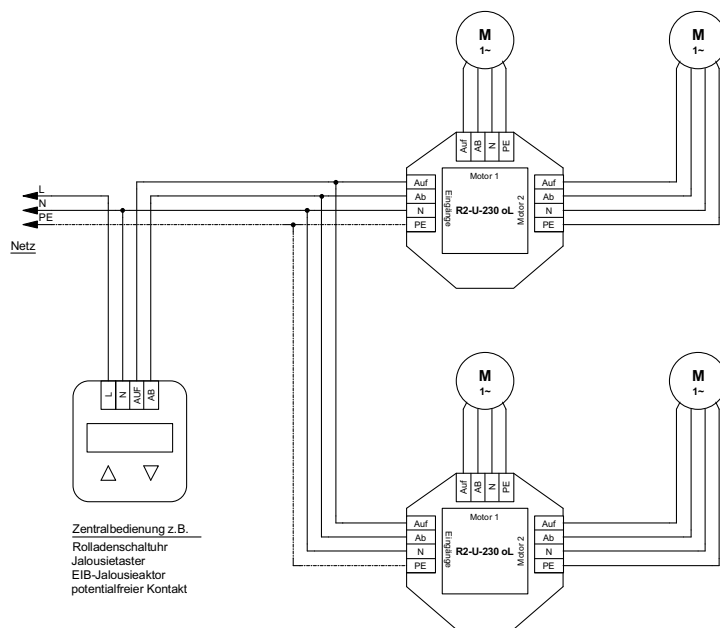 M
1~
M
1~
Auf
AB
N
PE
Motor 1
Auf
Ab
N
PE
Eingänge
R2-U-230 oL
Motor 2
Auf
Ab
N
PE
L
N
PE
Netz
M
1~
M
1~
L
N
AUF
AB
Auf
AB
N
PE
Motor 1
Auf
Ab
N
PE
Eingänge
R2-U-230 oL
Motor 2
Auf
Ab
N
PE
Zentralbedienung z.B.
Rolladenschaltuhr
Jalousietaster
EIB-Jalousieaktor
potentialfreier Kontakt